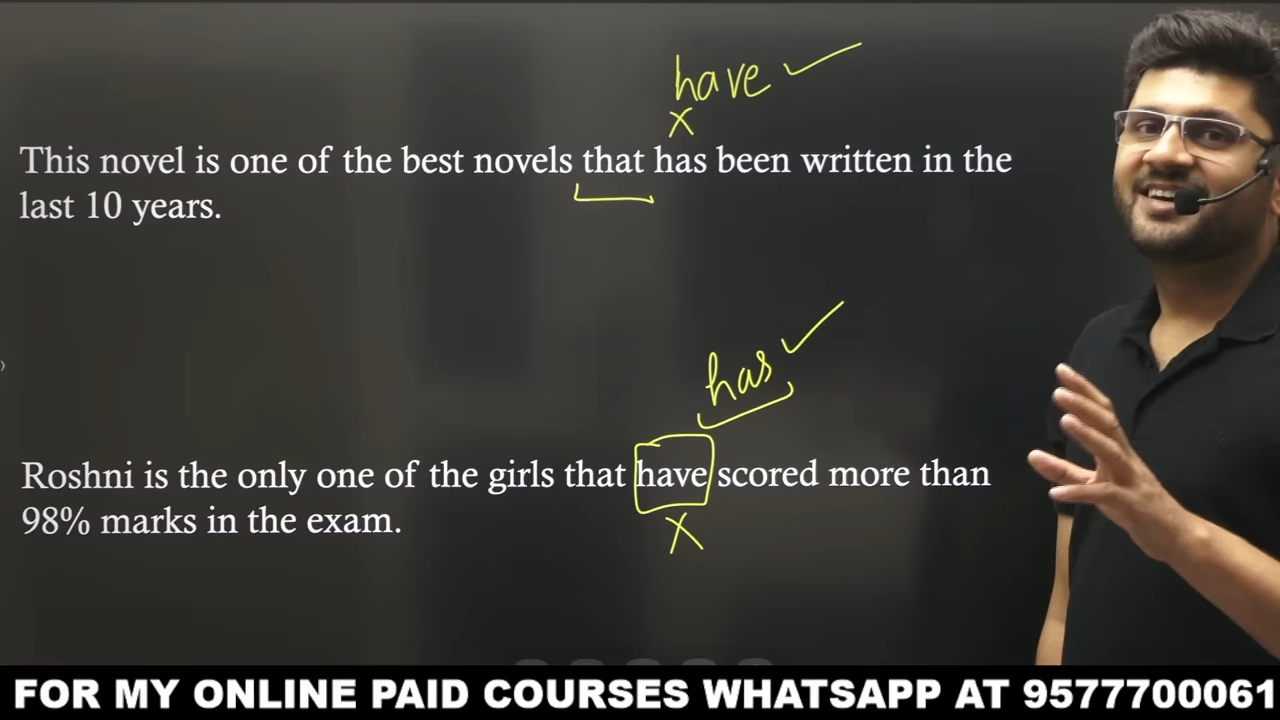 have
x
This novel is one of the best novels that has been written in the
last 10 years.
has
Roshni is the only one of the girls that have scored more than
98% marks in the exam.
x
FOR MY ONLINE PAID COURSES WHATSAPP AT 9577700061